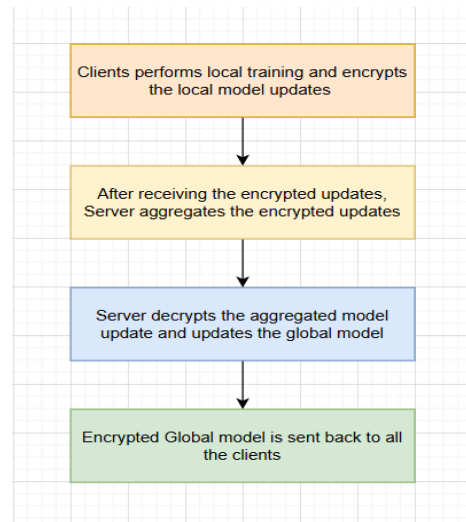 Clients performs local training and encrypts
the local model updates
After receiving the encrypted updates,
Server aggregates the encrypted updates
Server decrypts the aggregated model
update and updates the global model
Encrypted Global model is sent back to all
the clients